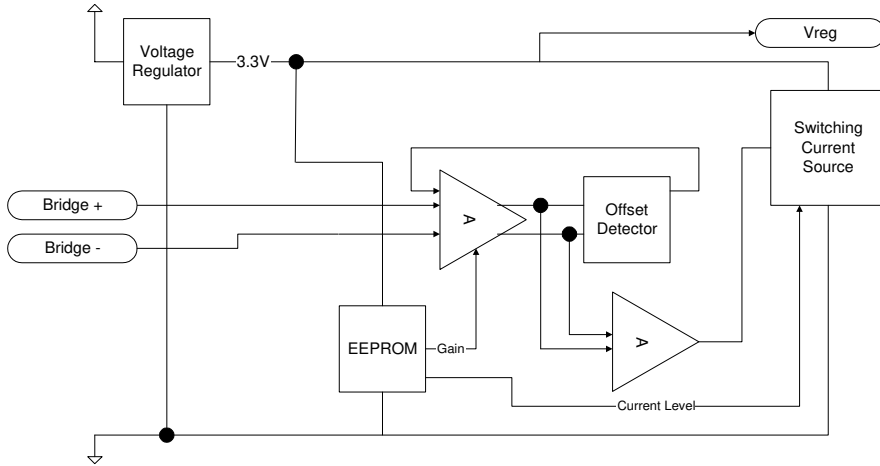 Voltage
Regulator
3.3V
Vreg
Switching
Current
Source
Bridge +
Bridge -
A
Offset
Detector
EEPROM
Gain
A
Current Level